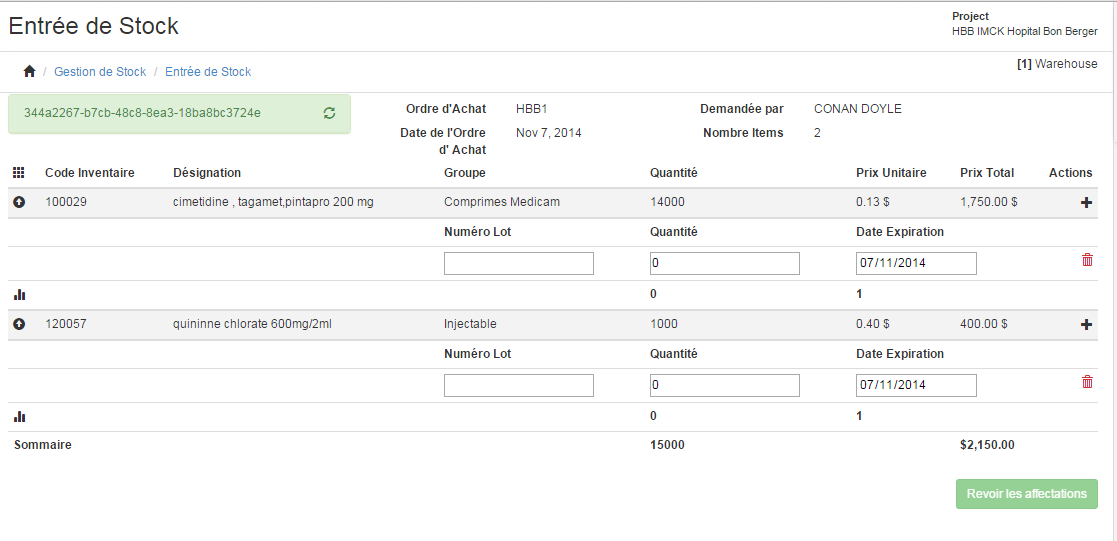 Entrée de Stock
Project
HBB IMCK Hopital Bon Berger
/ Gestion de Stock / Entrée de Stock
[1] Warehouse
344a2267-b7cb-48c8-8ea3-18ba8bc3724e
Ordre d'Achat HBB1 Demandée par CONAN DOYLE
Date de l'Ordre d' Achat Nov 7, 2014 Nombre Items 2
Code Inventaire Désignation Groupe Quantité Prix Unitaire Prix Total Actions
100029 cimetidine , tagamet,pintapro 200 mg Comprimes Medicam 14000 0.13 $ 1,750.00 $
Numéro Lot Quantité Date Expiration
0 07/11/2014
0 1
120057 quininne chlorate 600mg/2ml Injectable 1000 0.40 $ 400.00 $
Numéro Lot Quantité Date Expiration
0 07/11/2014
0 1
Sommaire 15000 $2,150.00
Revoir les affectations